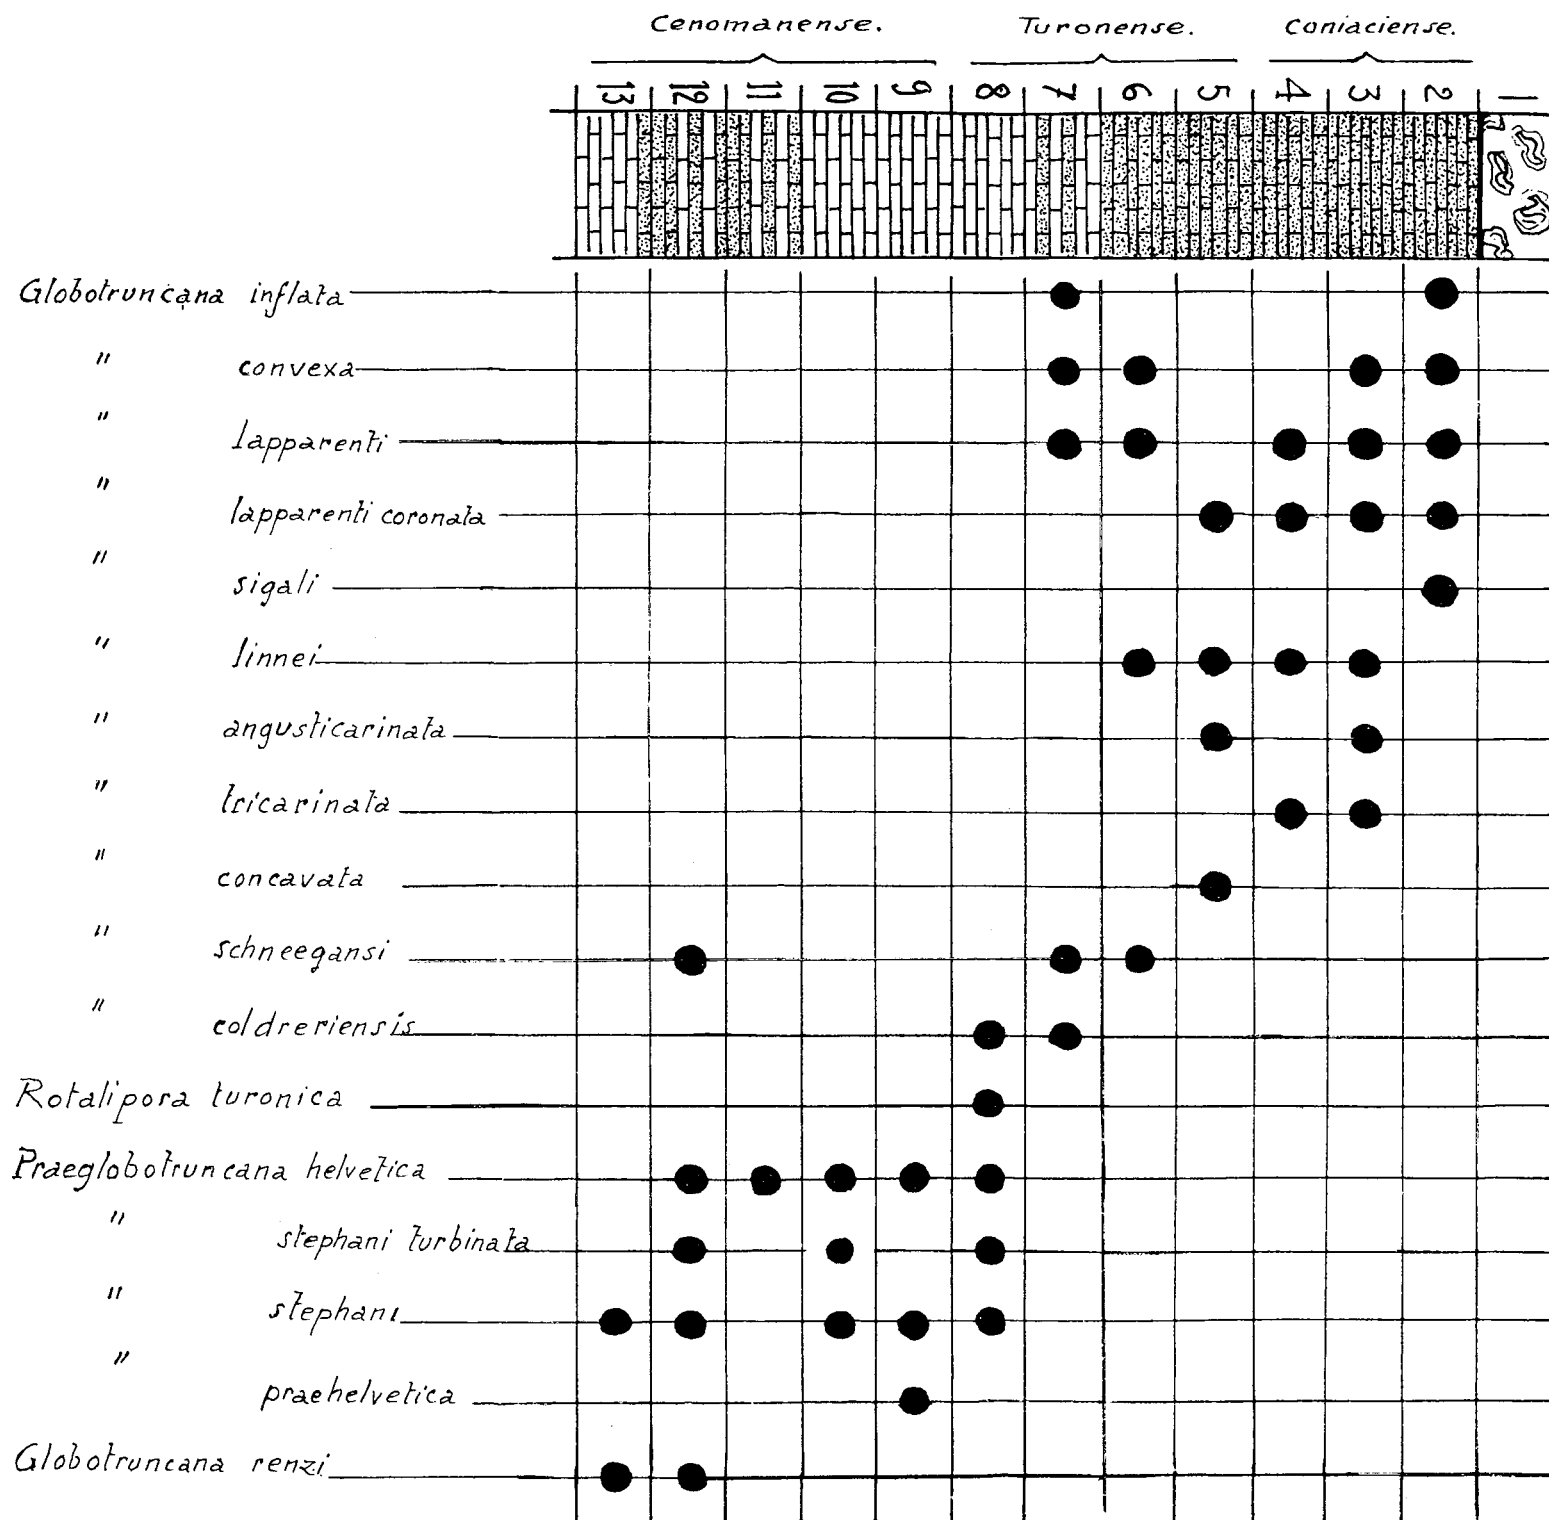 Cenomanense. Turonense. Coniaciense.
13 12 11 10 9 8 7 6 5 4 3 2 1
Globotruncana inflata
" convexa
" lapparenti
" lapparenti coronata
" sigali
" linnei
" angusticarinata
" tricarinata
" concavata
" schneegansi
" coldreriensis
Rotalipora turonica
Praeglobotruncana helvetica
" stephani turbinata
" stephani
" praehelvetica
Globotruncana renzi